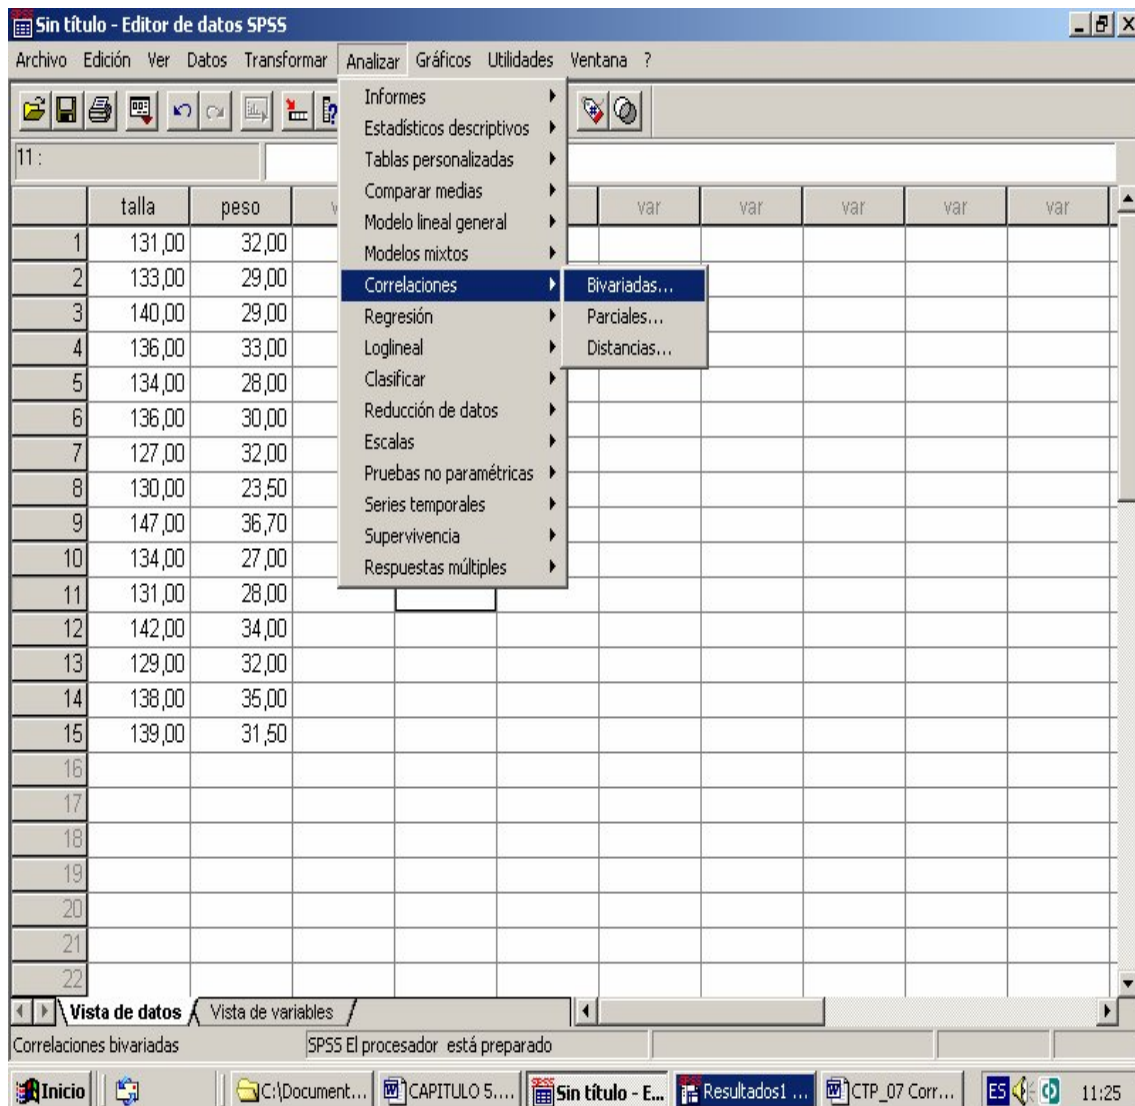 Sin título - Editor de datos SPSS
Archivo Edición Ver Datos Transformar Analizar Gráficos Utilidades Ventana ?
11 :
Informes
Estadísticos descriptivos
Tablas personalizadas
Comparar medias
Modelo lineal general
Modelos mixtos
Correlaciones
Regresión
Loglineal
Clasificar
Reducción de datos
Escalas
Pruebas no paramétricas
Series temporales
Supervivencia
Respuestas múltiples
Bivariadas...
Parciales...
Distancias...
talla peso var var var var var
1 131,00 32,00
2 133,00 29,00
3 140,00 29,00
4 136,00 33,00
5 134,00 28,00
6 136,00 30,00
7 127,00 32,00
8 130,00 23,50
9 147,00 36,70
10 134,00 27,00
11 131,00 28,00
12 142,00 34,00
13 129,00 32,00
14 138,00 35,00
15 139,00 31,50
16
17
18
19
20
21
22
Vista de datos Vista de variables
Correlaciones bivariadas SPSS El procesador está preparado
Inicio C:\Document... CAPITULO 5.... Sin título - E... Resultados1 ... CTP_07 Corr... ES 11:25